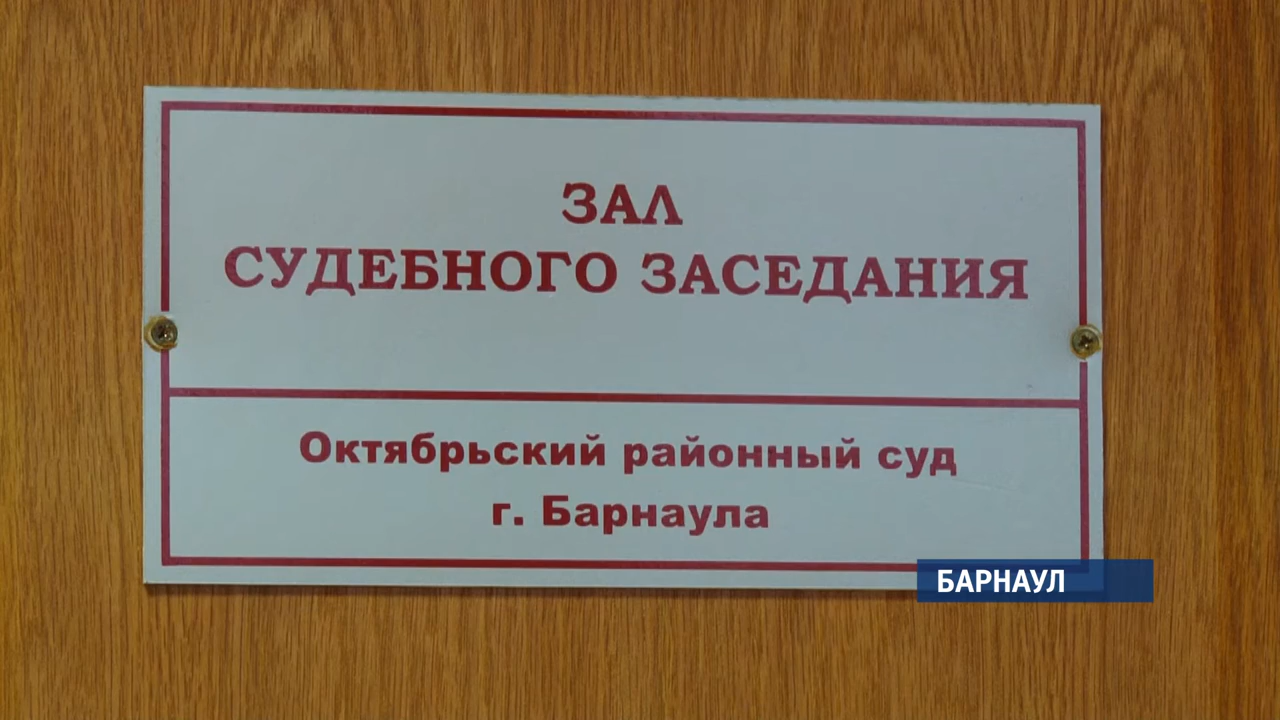 ЗАЛ
СУДЕБНОГО ЗАСЕДАНИЯ
Октябрьский районный суд
г. Барнаула
БАРНАУЛ